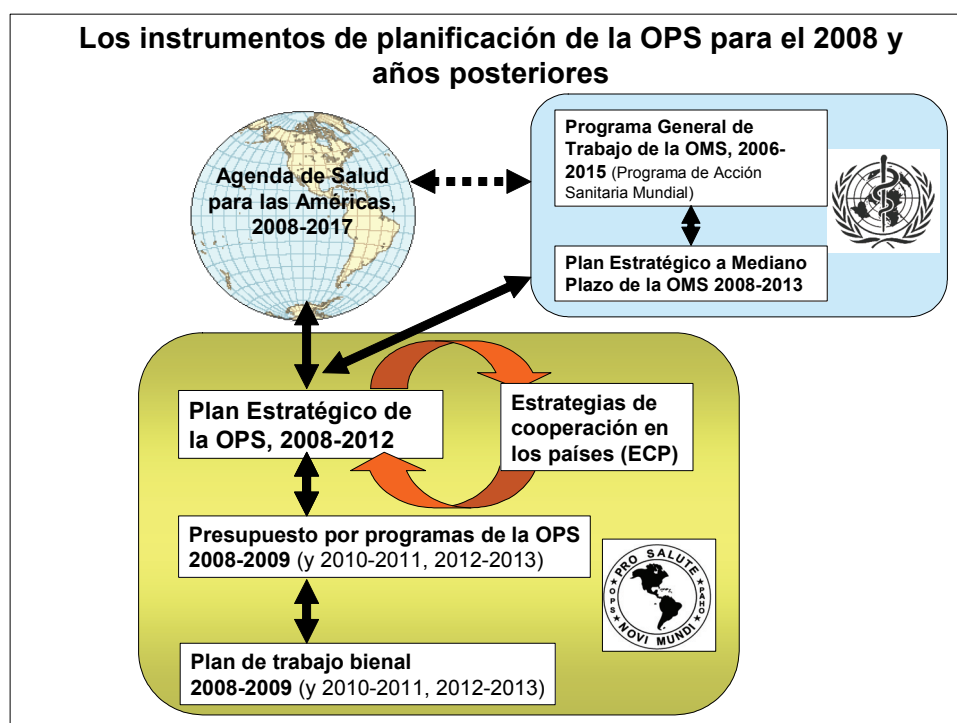 Los instrumentos de planificación de la OPS para el 2008 y
años posteriores
Agenda de Salud
para las Américas,
2008-2017
Programa General de
Trabajo de la OMS, 2006-
2015 (Programa de Acción
Sanitaria Mundial)
Plan Estratégico a Mediano
Plazo de la OMS 2008-2013
Plan Estratégico de
la OPS, 2008-2012
Estrategias de
cooperación en
los países (ECP)
Presupuesto por programas de la OPS
2008-2009 (y 2010-2011, 2012-2013)
PRO SALUTE
OPS
PAHO
NOVI MUNDI
Plan de trabajo bienal
2008-2009 (y 2010-2011, 2012-2013)